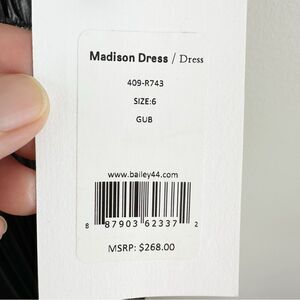 Madison Dress / Dress
409-R743
SIZE:6
GUB
www.bailey44.com
8 87903 62337 2
MSRP: $268.00